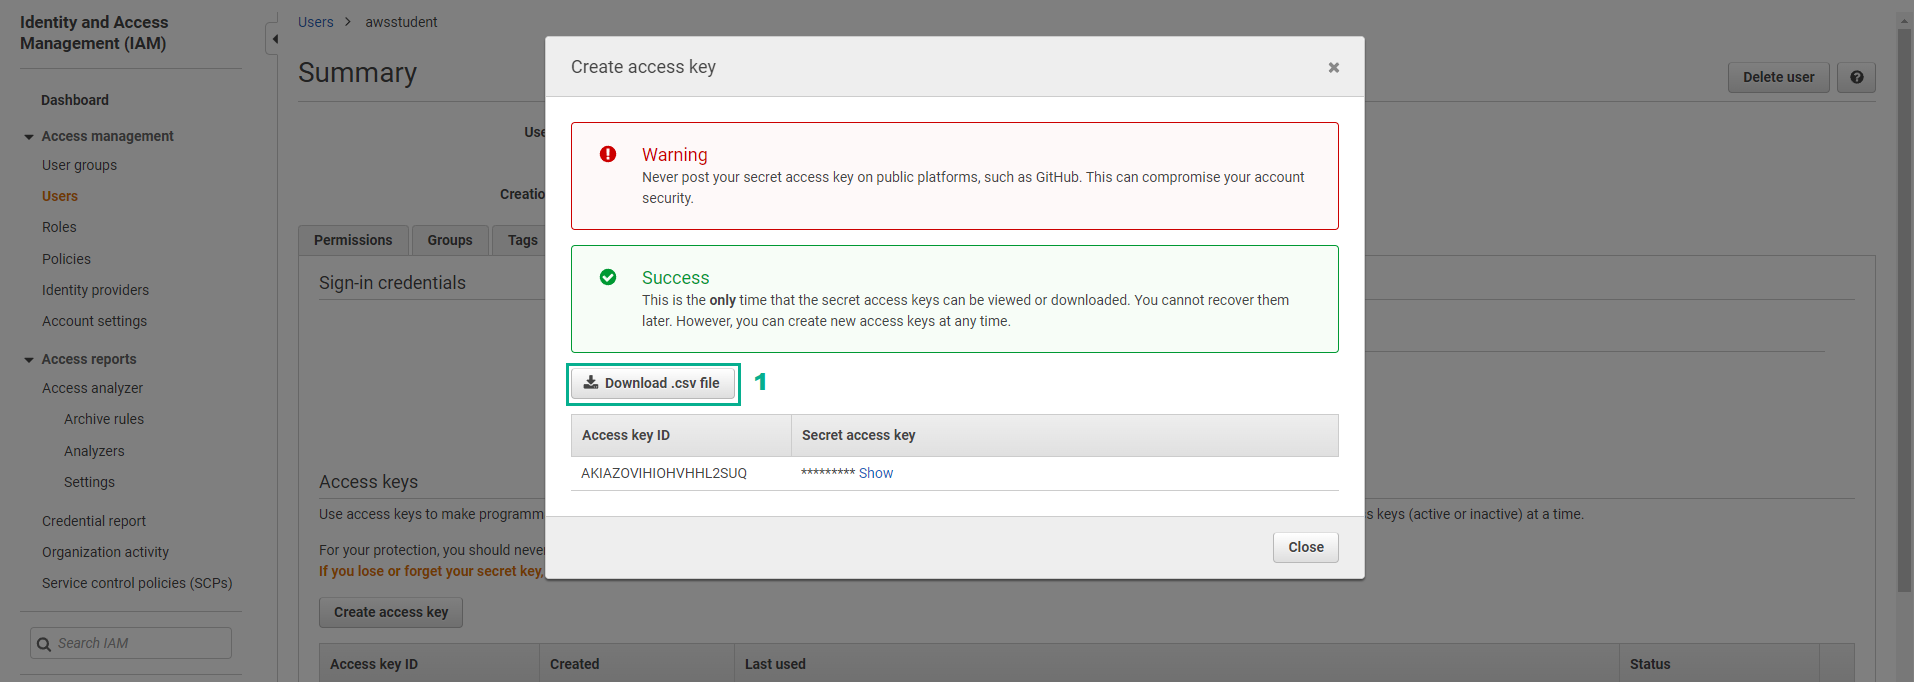 Identity and Access
Management (IAM)
Dashboard
Access management
User groups
Users
Roles
Policies
Identity providers
Account settings
Access reports
Access analyzer
Archive rules
Analyzers
Settings
Credential report
Organization activity
Service control policies (SCPs)
Search IAM
Users > awsstudent
Summary
Delete user
Use
Creatio
Permissions
Groups
Tags
Sign-in credentials
Access keys
Use access keys to make programm
s keys (active or inactive) at a time.
For your protection, you should neve
If you lose or forget your secret key,
Create access key
Access key ID Created Last used Status
Create access key
Warning
Never post your secret access key on public platforms, such as GitHub. This can compromise your account
security.
Success
This is the only time that the secret access keys can be viewed or downloaded. You cannot recover them
later. However, you can create new access keys at any time.
Download .csv file 1
Access key ID Secret access key
AKIAZOVIHIOHVHHL2SUQ ********* Show
Close